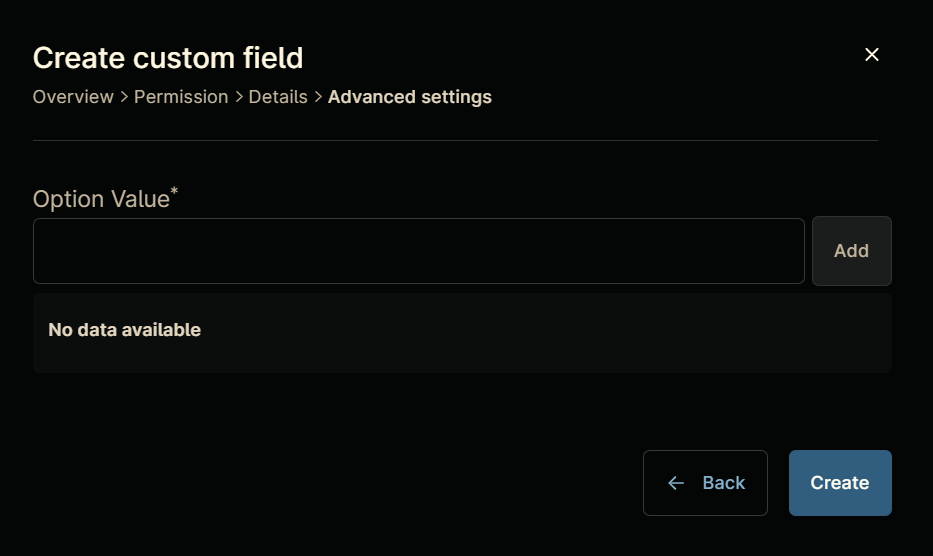 Create custom field
Overview > Permission > Details > Advanced settings
Option Value*
Add
No data available
← Back
Create